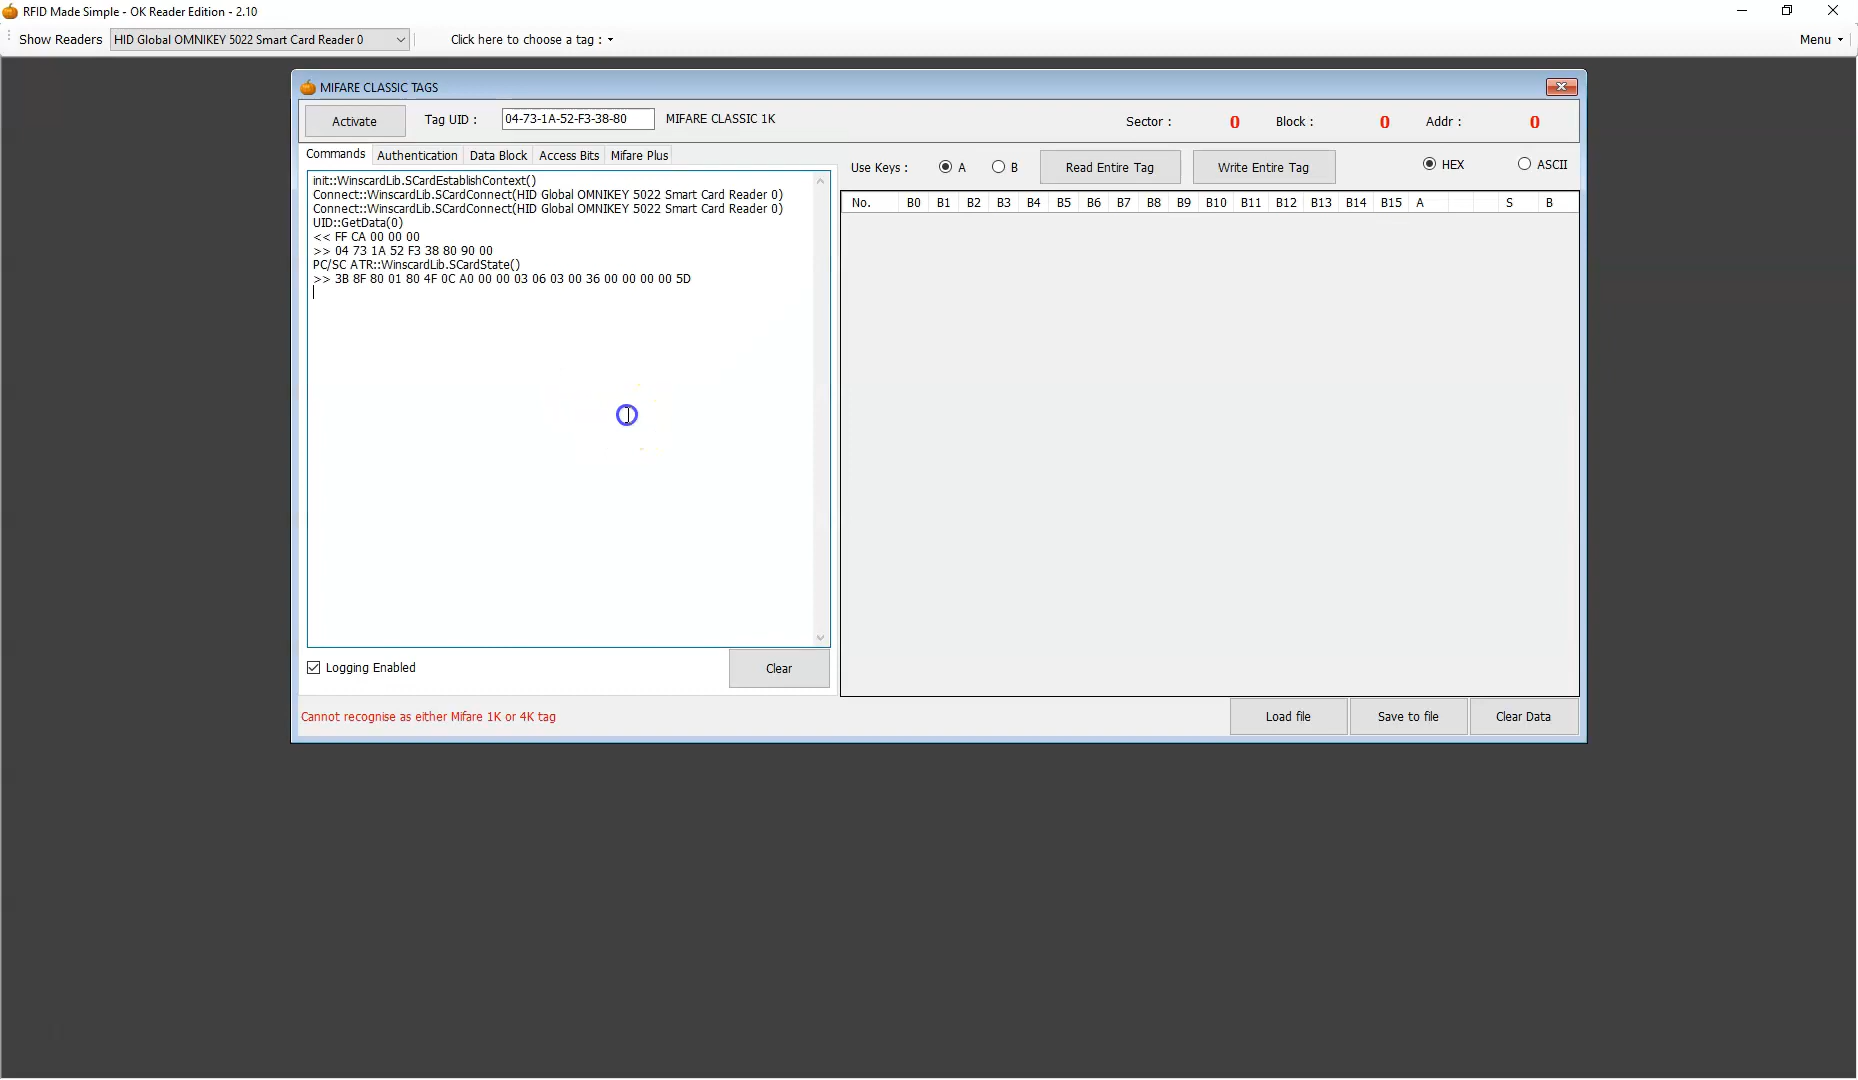 RFID Made Simple - OK Reader Edition - 2.10
Show Readers HID Global OMNIKEY 5022 Smart Card Reader 0 Click here to choose a tag : Menu
MIFARE CLASSIC TAGS
Activate Tag UID : 04-73-1A-52-F3-38-80 MIFARE CLASSIC 1K Sector : 0 Block : 0 Addr : 0
Commands Authentication Data Block Access Bits Mifare Plus
Use Keys : A B Read Entire Tag Write Entire Tag HEX ASCII
init::WinscardLib.SCardEstablishContext()
Connect::WinscardLib.SCardConnect(HID Global OMNIKEY 5022 Smart Card Reader 0)
Connect::WinscardLib.SCardConnect(HID Global OMNIKEY 5022 Smart Card Reader 0)
UID::GetData(0)
<< FF CA 00 00 00
>> 04 73 1A 52 F3 38 80 90 00
PC/SC ATR::WinscardLib.SCardState()
>> 3B 8F 80 01 80 4F 0C A0 00 00 03 06 03 00 36 00 00 00 00 5D
No. B0 B1 B2 B3 B4 B5 B6 B7 B8 B9 B10 B11 B12 B13 B14 B15 A S B
Logging Enabled Clear
Cannot recognise as either Mifare 1K or 4K tag
Load file Save to file Clear Data